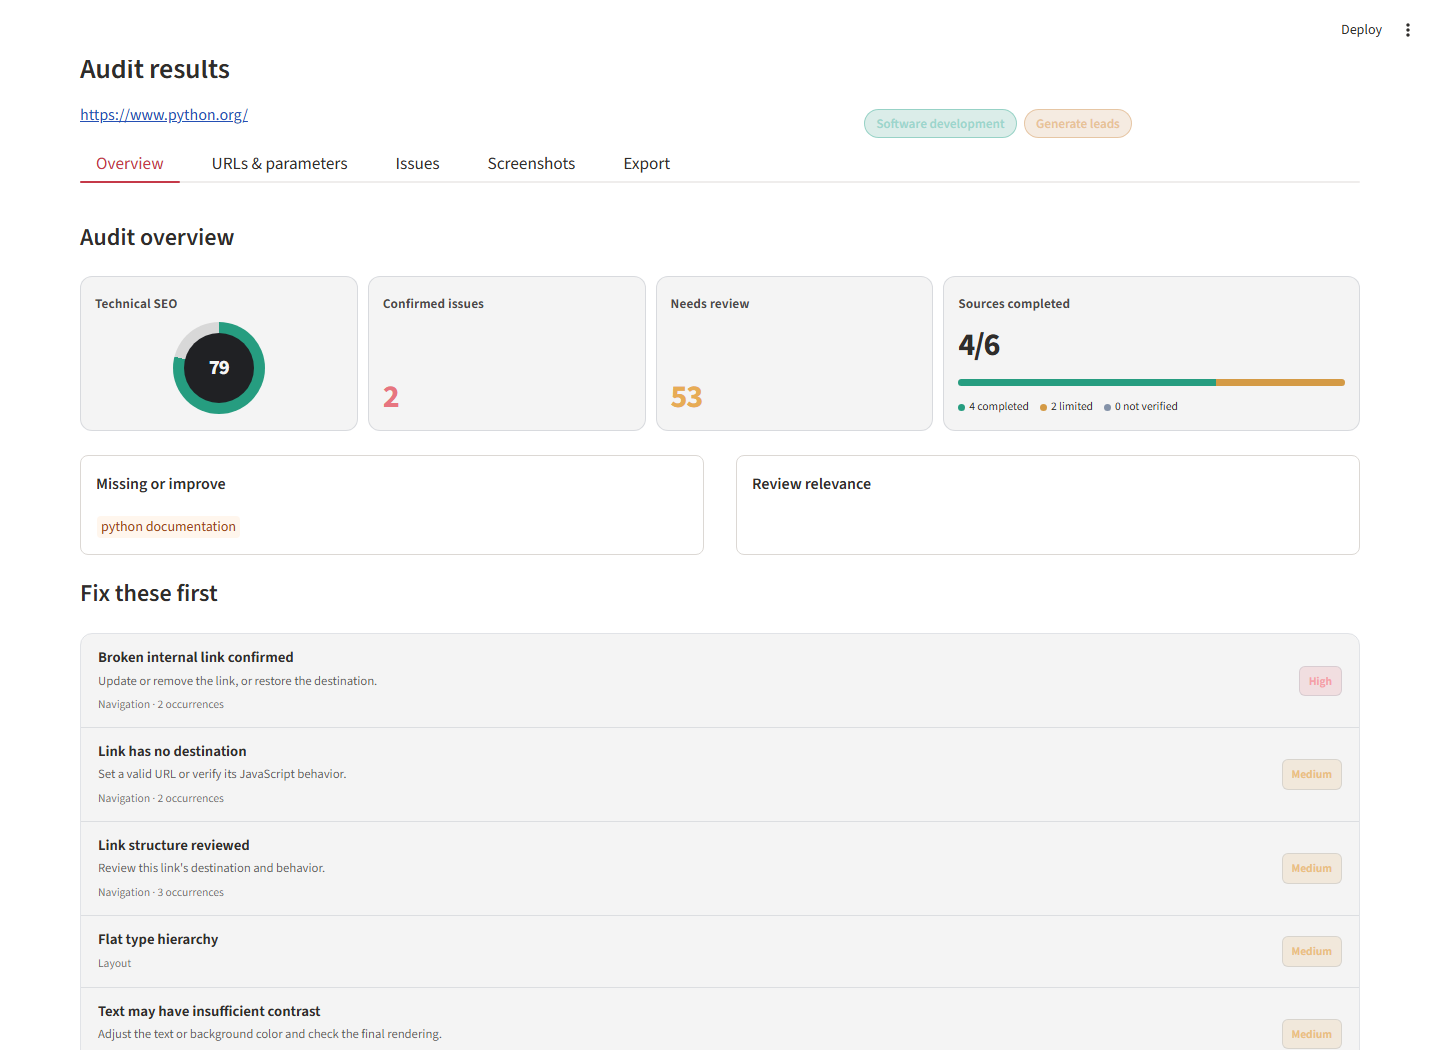 Deploy
Audit results
https://www.python.org/
Software development
Generate leads
Overview
URLs & parameters
Issues
Screenshots
Export
Audit overview
Technical SEO
79
Confirmed issues
2
Needs review
53
Sources completed
4/6
4 completed
2 limited
0 not verified
Missing or improve
python documentation
Review relevance
Fix these first
Broken internal link confirmed
Update or remove the link, or restore the destination.
Navigation · 2 occurrences
High
Link has no destination
Set a valid URL or verify its JavaScript behavior.
Navigation · 2 occurrences
Medium
Link structure reviewed
Review this link's destination and behavior.
Navigation · 3 occurrences
Medium
Flat type hierarchy
Layout
Medium
Text may have insufficient contrast
Adjust the text or background color and check the final rendering.
Medium